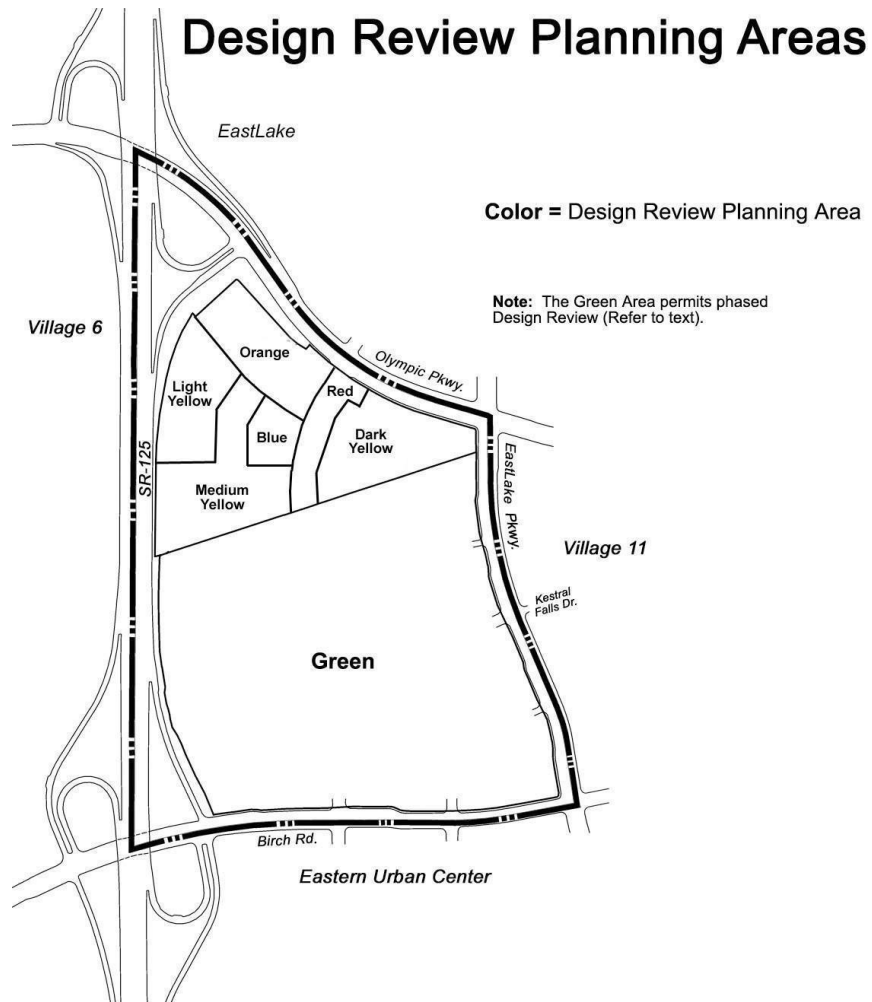 Design Review Planning Areas
EastLake
Color = Design Review Planning Area
Note: The Green Area permits phased
Design Review (Refer to text).
Village 6
Olympic Pkwy.
Orange
Light
Yellow
Red
Blue
Dark
Yellow
SR-125
Medium
Yellow
EastLake Pkwy.
Village 11
Kestral
Falls Dr.
Green
Birch Rd.
Eastern Urban Center